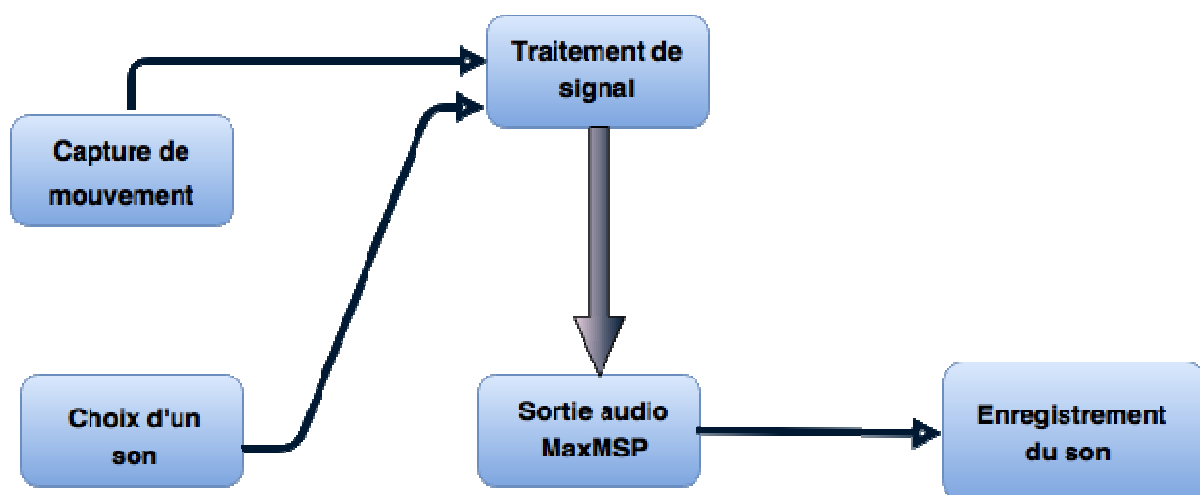 Traitement de
signal
Capture de
mouvement
Choix d'un
son
Sortie audio
MaxMSP
Enregistrement
du son